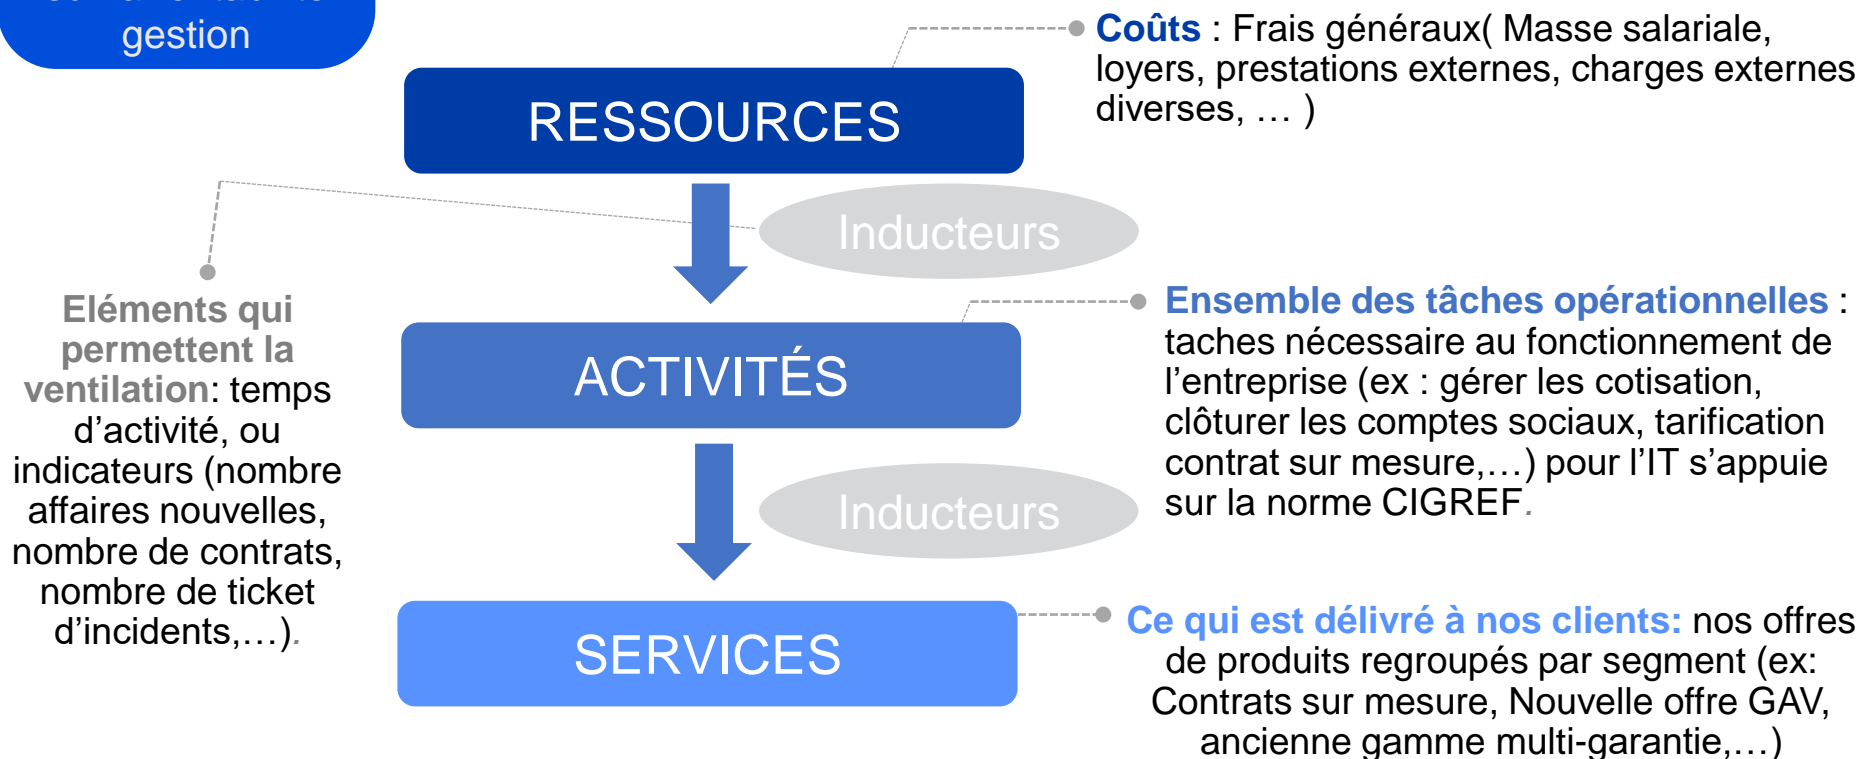 gestion
Coûts : Frais généraux( Masse salariale,
loyers, prestations externes, charges externes
diverses, … )
RESSOURCES
Inducteurs
Eléments qui
permettent la
ventilation: temps
d’activité, ou
indicateurs (nombre
affaires nouvelles,
nombre de contrats,
nombre de ticket
d’incidents,…).
ACTIVITÉS
Ensemble des tâches opérationnelles :
taches nécessaire au fonctionnement de
l’entreprise (ex : gérer les cotisation,
clôturer les comptes sociaux, tarification
contrat sur mesure,…) pour l’IT s’appuie
sur la norme CIGREF.
Inducteurs
SERVICES
Ce qui est délivré à nos clients: nos offres
de produits regroupés par segment (ex:
Contrats sur mesure, Nouvelle offre GAV,
ancienne gamme multi-garantie,…)